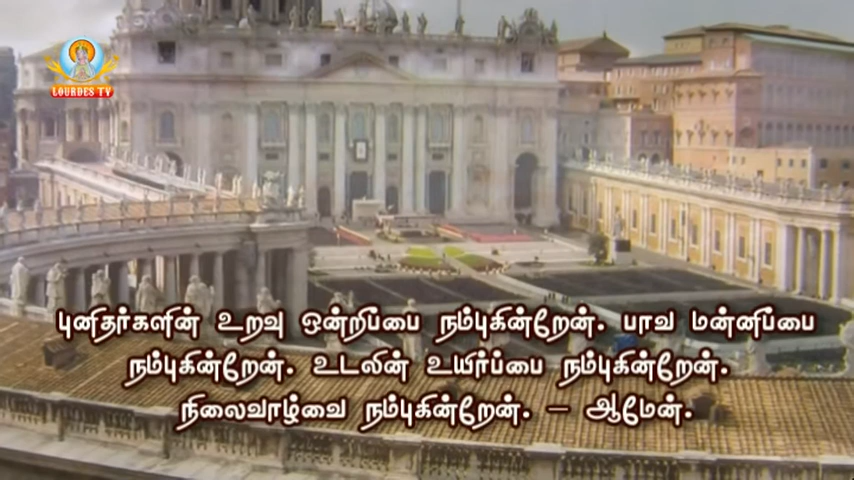 LOURDES TV
புனிதர்களின் உறவு ஒன்றிப்பை நம்புகின்றேன். பாவ மன்னிப்பை
நம்புகின்றேன். உடலின் உயிர்ப்பை நம்புகின்றேன்.
நிலைவாழ்வை நம்புகின்றேன். – ஆமேன்.